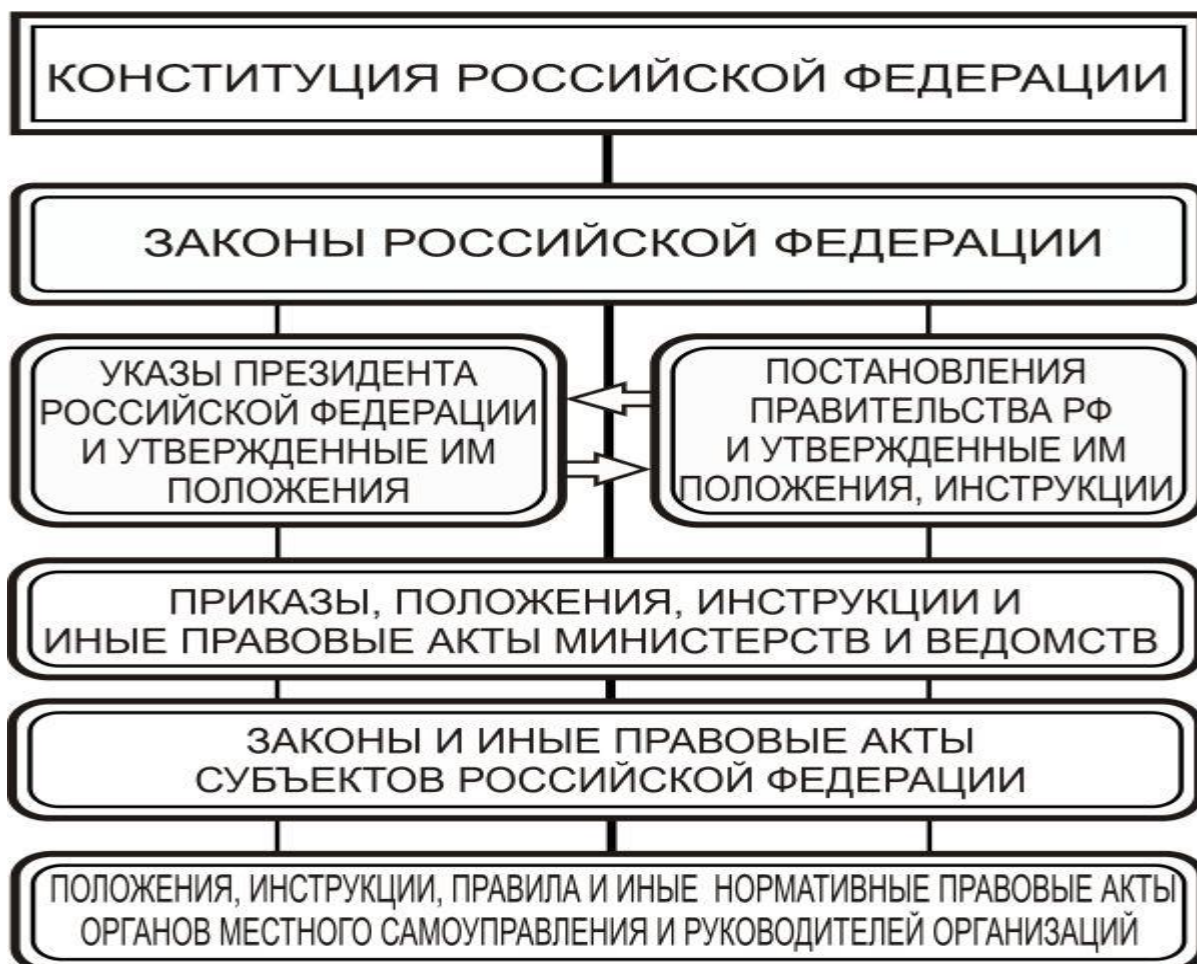 КОНСТИТУЦИЯ РОССИЙСКОЙ ФЕДЕРАЦИИ
ЗАКОНЫ РОССИЙСКОЙ ФЕДЕРАЦИИ
УКАЗЫ ПРЕЗИДЕНТА
РОССИЙСКОЙ ФЕДЕРАЦИИ
И УТВЕРЖДЕННЫЕ ИМ
ПОЛОЖЕНИЯ
ПОСТАНОВЛЕНИЯ
ПРАВИТЕЛЬСТВА РФ
И УТВЕРЖДЕННЫЕ ИМ
ПОЛОЖЕНИЯ, ИНСТРУКЦИИ
ПРИКАЗЫ, ПОЛОЖЕНИЯ, ИНСТРУКЦИИ И
ИНЫЕ ПРАВОВЫЕ АКТЫ МИНИСТЕРСТВ И ВЕДОМСТВ
ЗАКОНЫ И ИНЫЕ ПРАВОВЫЕ АКТЫ
СУБЪЕКТОВ РОССИЙСКОЙ ФЕДЕРАЦИИ
ПОЛОЖЕНИЯ, ИНСТРУКЦИИ, ПРАВИЛА И ИНЫЕ НОРМАТИВНЫЕ ПРАВОВЫЕ АКТЫ
ОРГАНОВ МЕСТНОГО САМОУПРАВЛЕНИЯ И РУКОВОДИТЕЛЕЙ ОРГАНИЗАЦИЙ